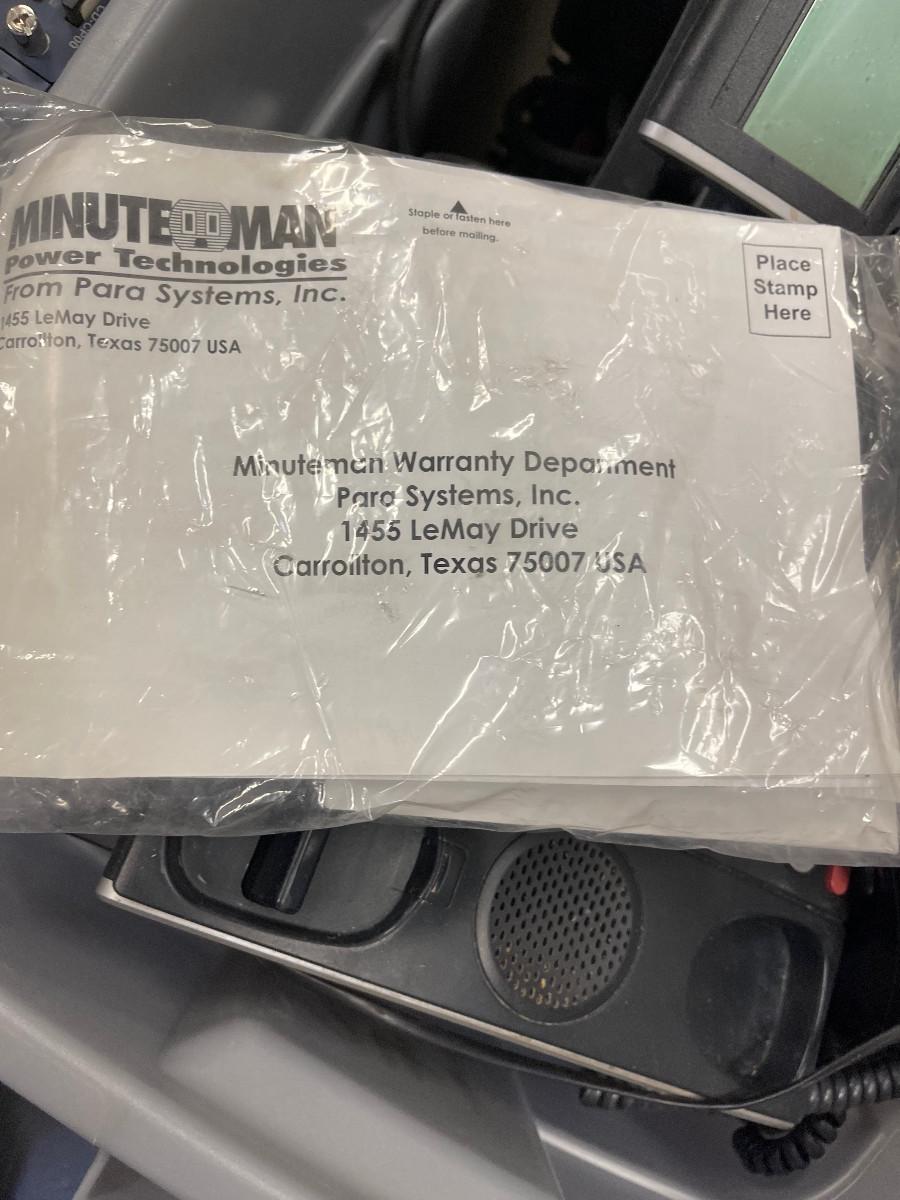 MINUTEMAN
Power Technologies
From Para Systems, Inc.
1455 LeMay Drive
Carrollton, Texas 75007 USA
Staple or fasten here
before mailing.
Place
Stamp
Here
Minuteman Warranty Department
Para Systems, Inc.
1455 LeMay Drive
Carrollton, Texas 75007 USA